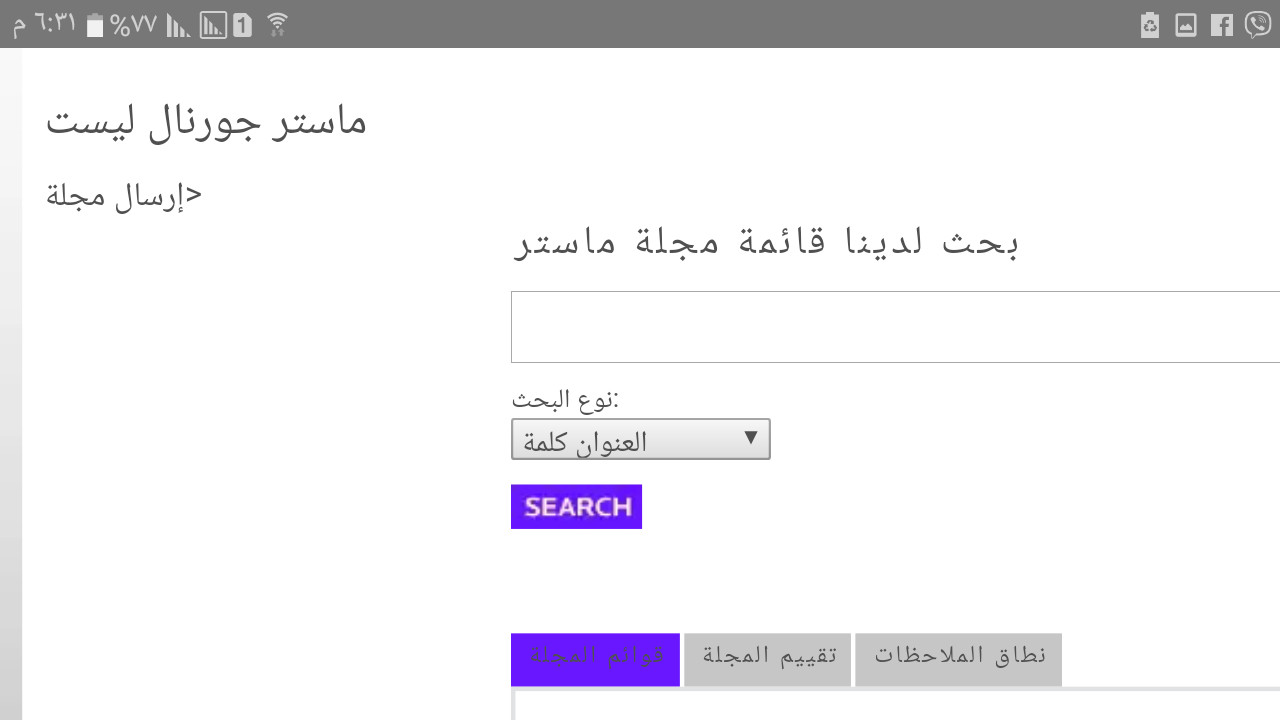 م ٦:٣١ %٧٧ 1
ماستر جورنال ليست
إرسال مجلة>
بحث لدينا قائمة مجلة ماستر
نوع البحث:
العنوان كلمة
SEARCH
قوائم المجلة
تقييم المجلة
نطاق الملاحظات